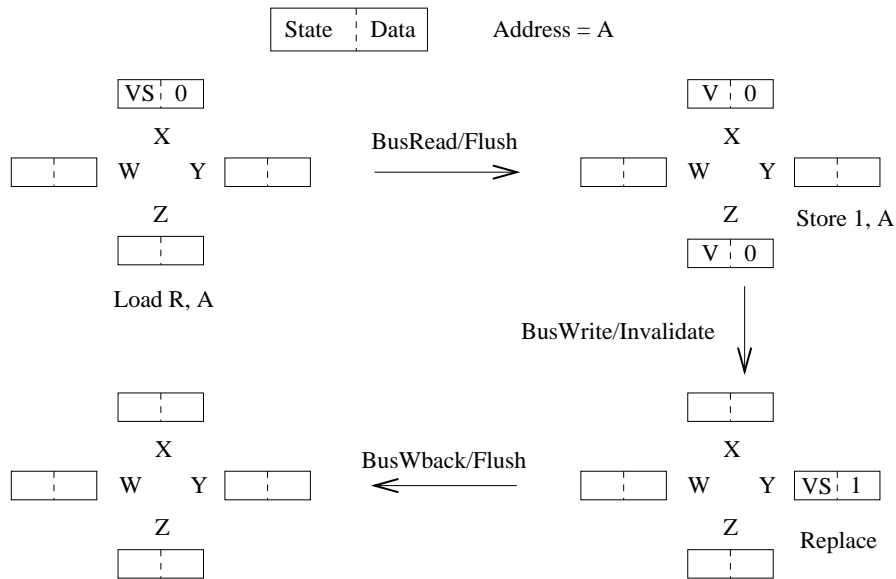 State Data Address = A
VS 0
X
W Y
Z
Load R, A
BusRead/Flush
V 0
X
W Y
Z
V 0
Store 1, A
BusWrite/Invalidate
X
W Y
VS 1
Z
Replace
BusWback/Flush
X
W Y
Z